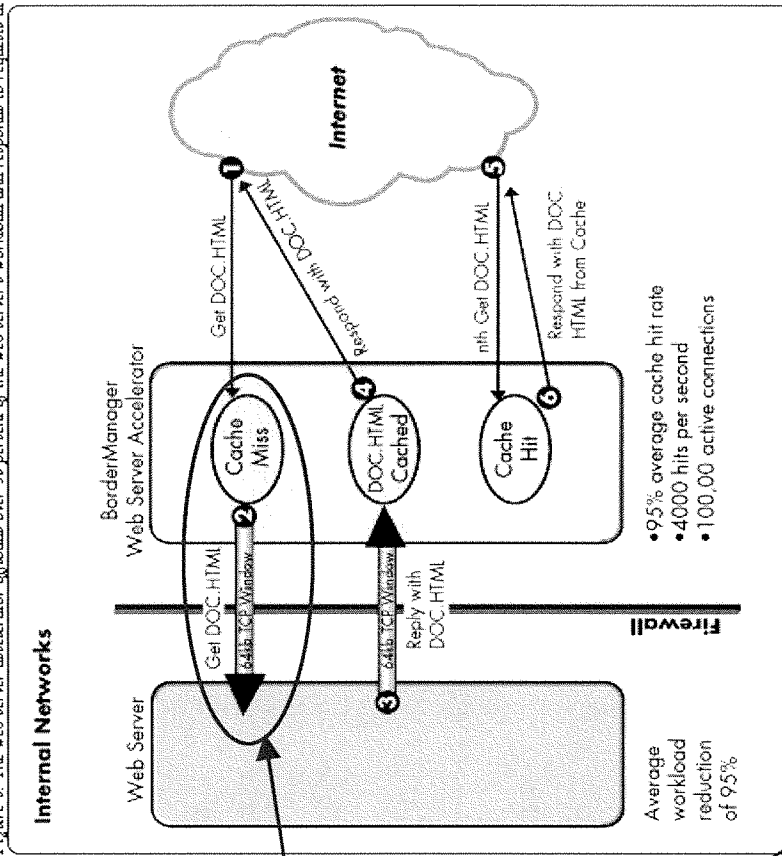 Internal Networks
Web Server
BorderManager
Web Server Accelerator
Get DOC.HTML
64kb TCP Window
2
Cache
Miss
Get DOC.HTML
1
3
64kb TCP Window
Reply with
DOC.HTML
DOC.HTML
Cached
4
Respond with DOC.HTML
Internet
Cache
Hit
nth Get DOC.HTML
5
6
Respond with DOC.
HTML from Cache
Firewall
Average
workload
reduction
of 95%
•95% average cache hit rate
•4000 hits per second
•100,00 active connections